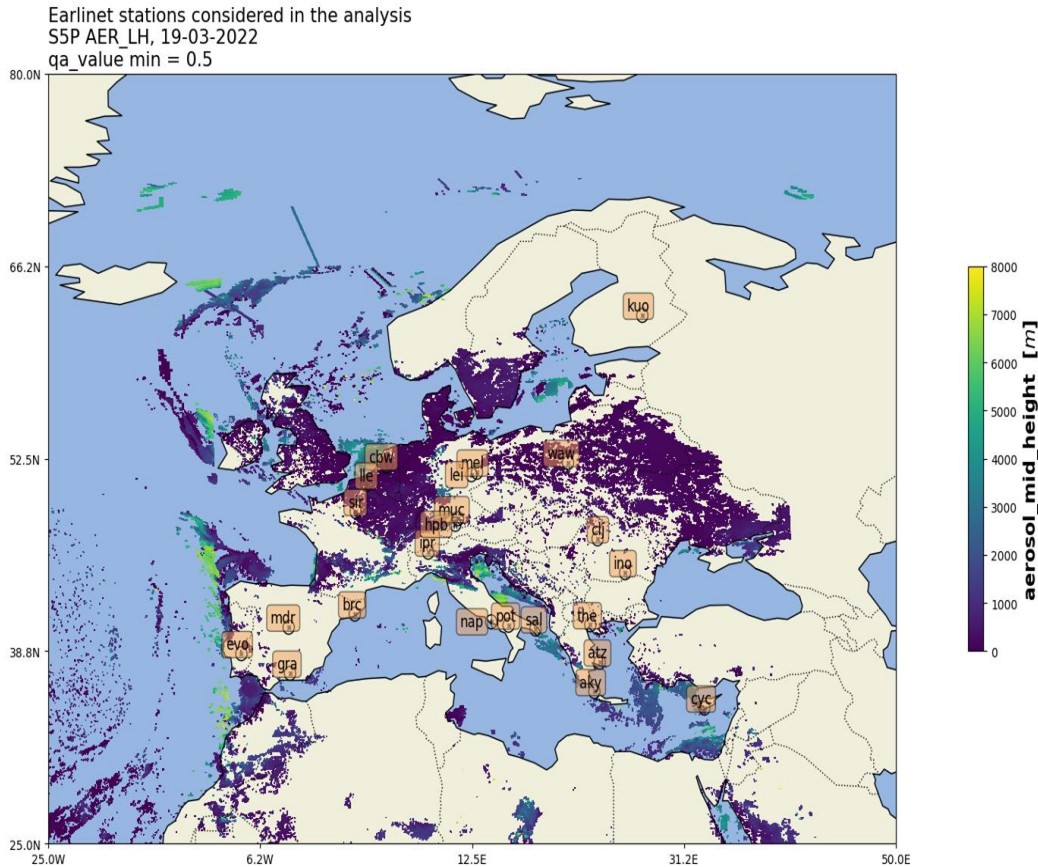 Earlinet stations considered in the analysis
S5P AER_LH, 19-03-2022
qa_value min = 0.5
80.0N
66.2N
52.5N
38.8N
25.0N
25.0W
6.2W
12.5E
31.2E
50.0E
kuo
cbw
lle
sir
mel
lei
waw
muc
hpb
ipr
clj
ino
brc
mdr
evo
gra
nap
pot
sal
the
atz
aky
cyc
8000
7000
6000
5000
4000
3000
2000
1000
0
aerosol_mid_height [m]